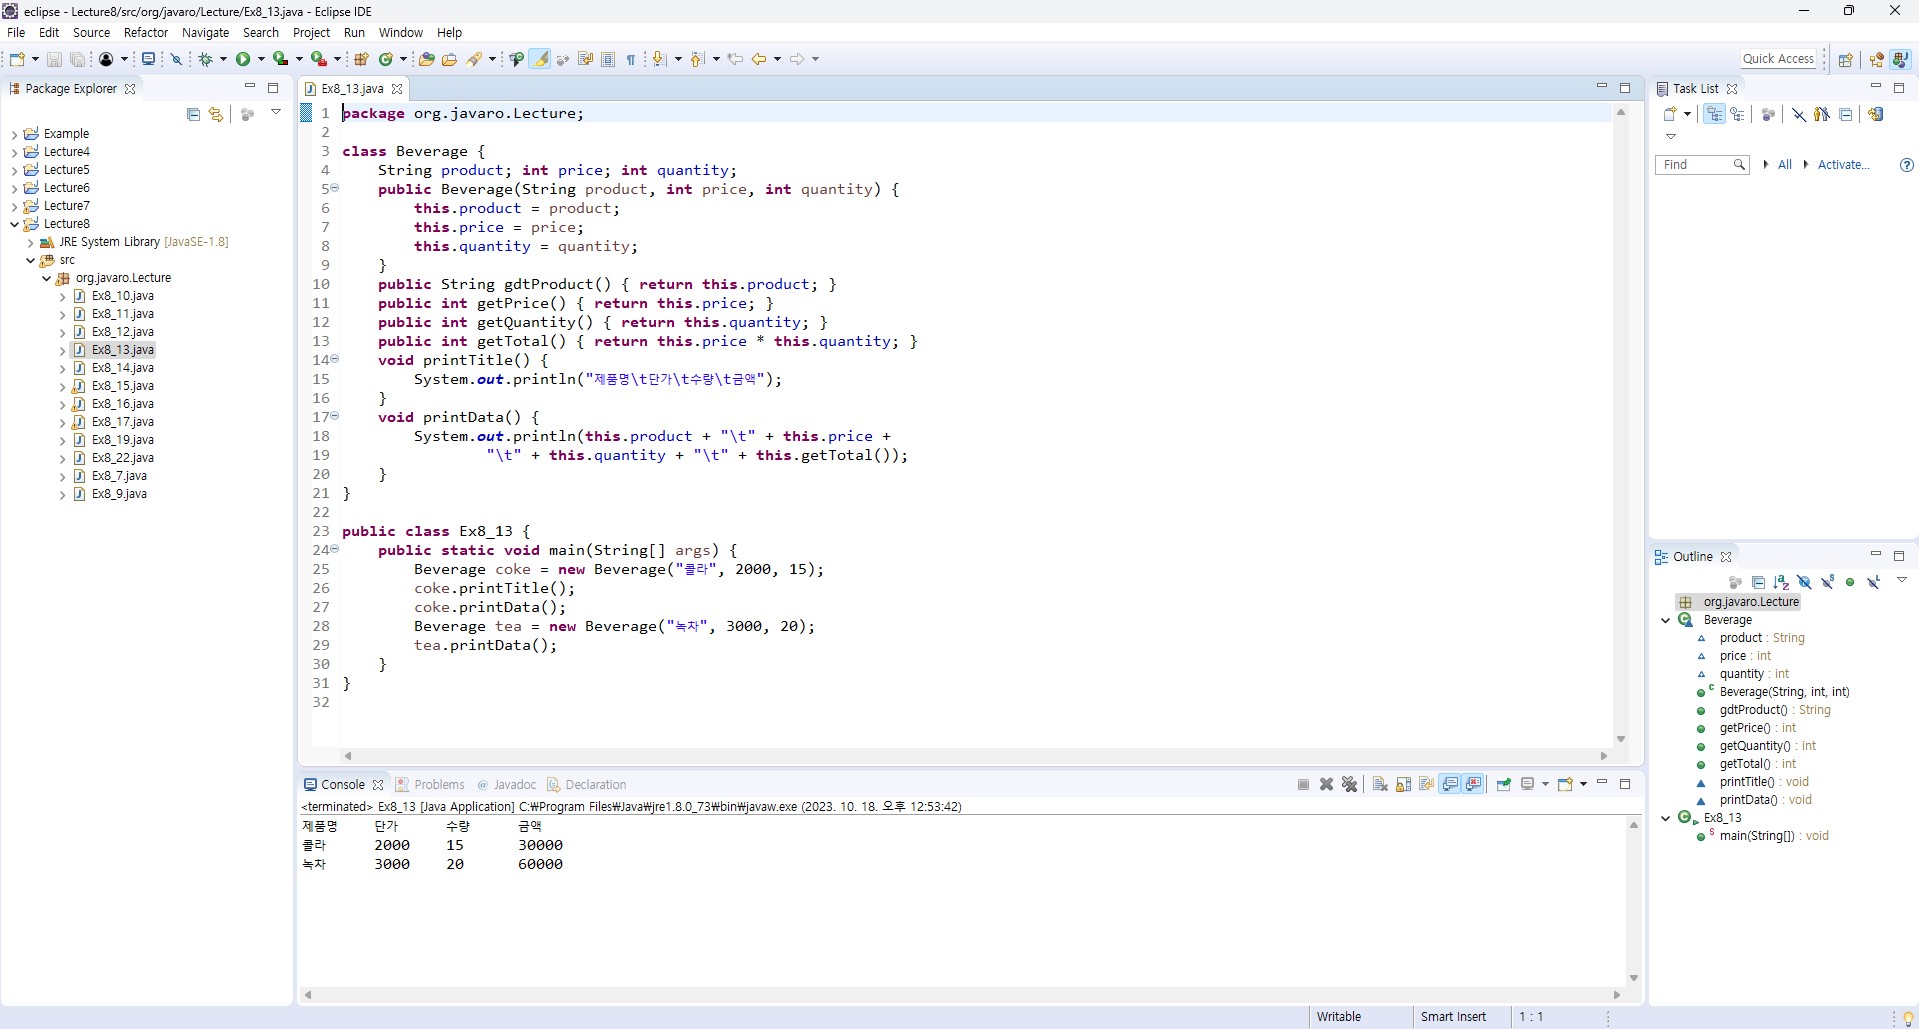 eclipse - Lecture8/src/org/javaro/Lecture/Ex8_13.java - Eclipse IDE
File Edit Source Refactor Navigate Search Project Run Window Help
Quick Access
Package Explorer
Example
Lecture4
Lecture5
Lecture6
Lecture7
Lecture8
JRE System Library [JavaSE-1.8]
src
org.javaro.Lecture
Ex8_10.java
Ex8_11.java
Ex8_12.java
Ex8_13.java
Ex8_14.java
Ex8_15.java
Ex8_16.java
Ex8_17.java
Ex8_19.java
Ex8_22.java
Ex8_7.java
Ex8_9.java
Ex8_13.java
1 package org.javaro.Lecture;
2
3 class Beverage {
4     String product; int price; int quantity;
5     public Beverage(String product, int price, int quantity) {
6         this.product = product;
7         this.price = price;
8         this.quantity = quantity;
9     }
10     public String gdtProduct() { return this.product; }
11     public int getPrice() { return this.price; }
12     public int getQuantity() { return this.quantity; }
13     public int getTotal() { return this.price * this.quantity; }
14     void printTitle() {
15         System.out.println("제품명\t단가\t수량\t금액");
16     }
17     void printData() {
18         System.out.println(this.product + "\t" + this.price +
19                 "\t" + this.quantity + "\t" + this.getTotal());
20     }
21 }
22
23 public class Ex8_13 {
24     public static void main(String[] args) {
25         Beverage coke = new Beverage("콜라", 2000, 15);
26         coke.printTitle();
27         coke.printData();
28         Beverage tea = new Beverage("녹차", 3000, 20);
29         tea.printData();
30     }
31 }
32
Console Problems @ Javadoc Declaration
<terminated> Ex8_13 [Java Application] C:₩Program Files₩Java₩jre1.8.0_73₩bin₩javaw.exe (2023. 10. 18. 오후 12:53:42)
제품명 단가 수량 금액
콜라 2000 15 30000
녹차 3000 20 60000
Task List
Find All Activate...
Outline
org.javaro.Lecture
Beverage
product : String
price : int
quantity : int
Beverage(String, int, int)
gdtProduct() : String
getPrice() : int
getQuantity() : int
getTotal() : int
printTitle() : void
printData() : void
Ex8_13
main(String[]) : void
Writable Smart Insert 1 : 1